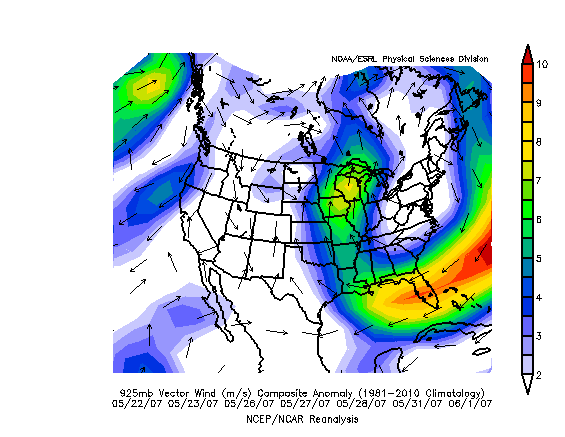 NOAA/ESRL Physical Sciences Division
10
9
8
7
6
5
4
3
2
925mb Vector Wind (m/s) Composite Anomaly (1981-2010 Climatology)
05/22/07 05/23/07 05/26/07 05/27/07 05/28/07 05/31/07 06/1/07
NCEP/NCAR Reanalysis